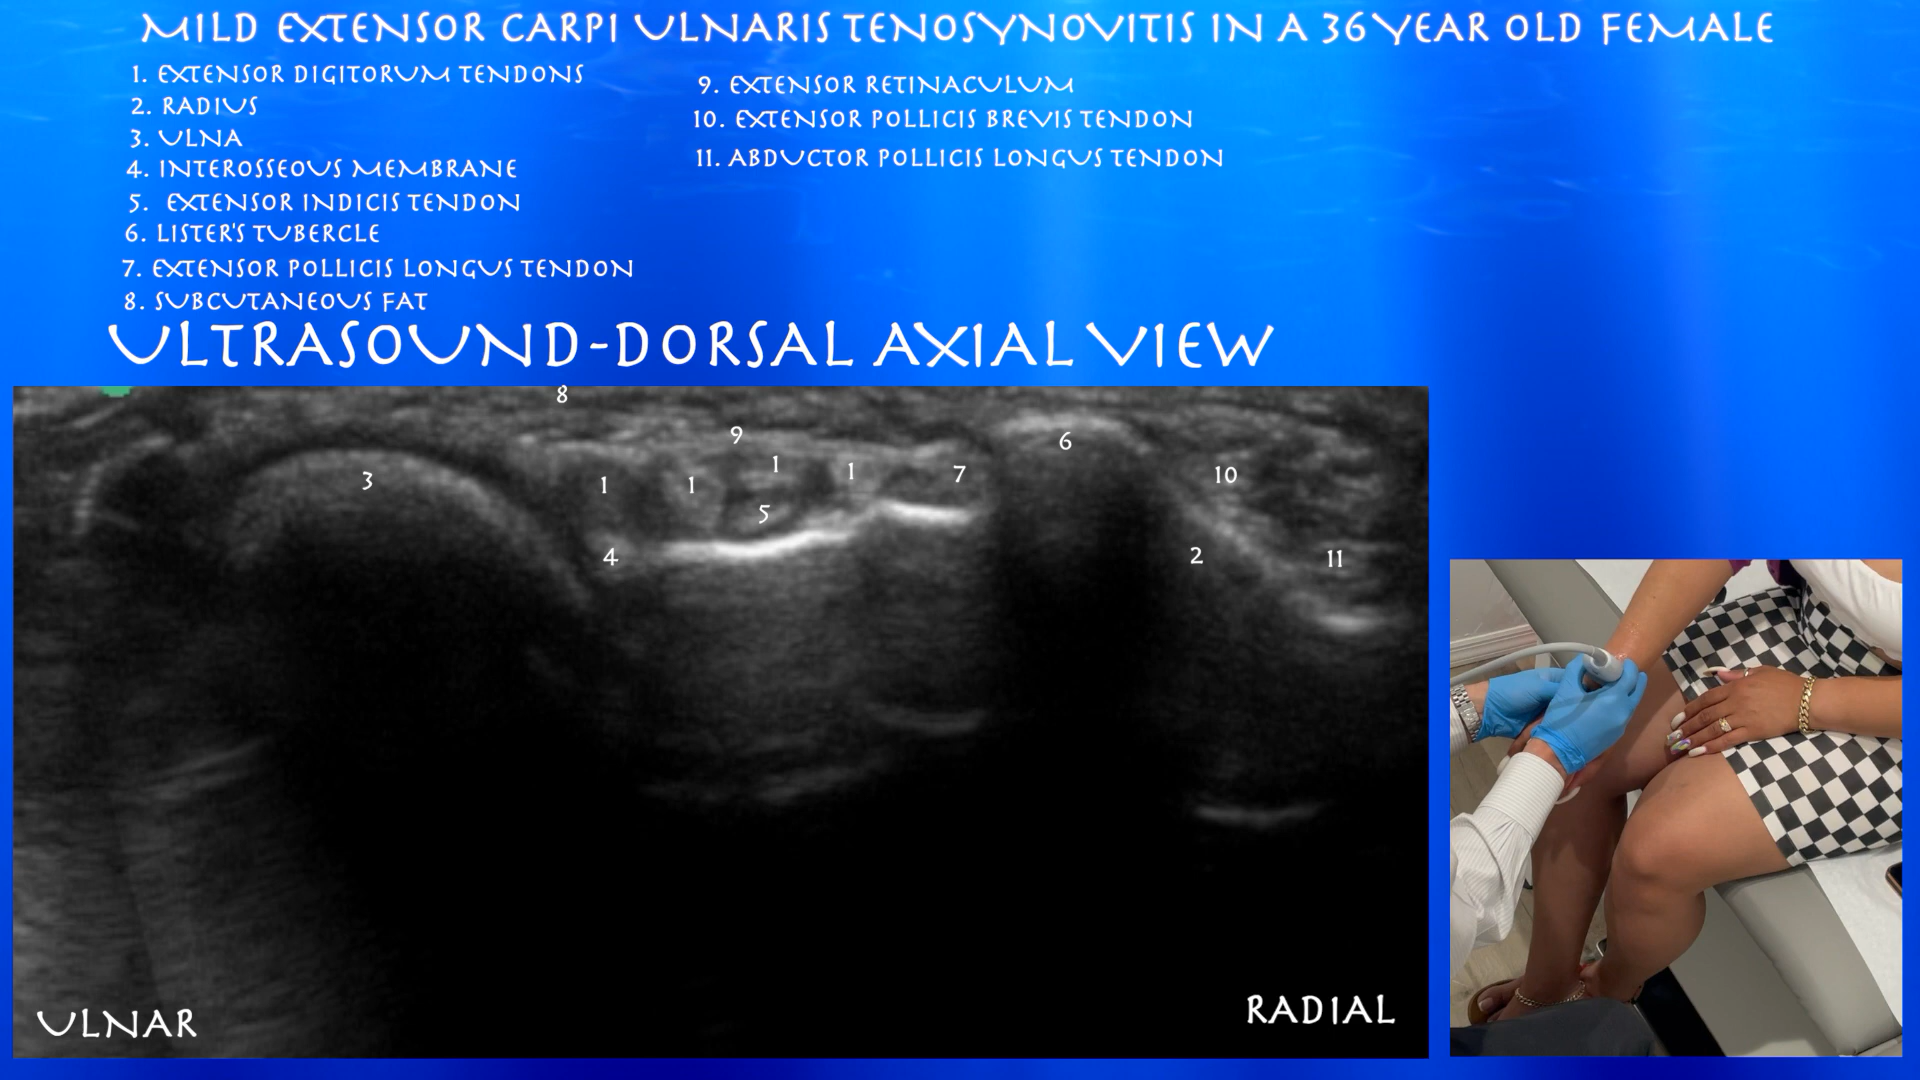 MILD EXTENSOR CARPI ULNARIS TENOSYNOVITIS IN A 36 YEAR OLD FEMALE
1. EXTENSOR DIGITORUM TENDONS
2. RADIUS
3. ULNA
4. INTEROSSEOUS MEMBRANE
5. EXTENSOR INDICIS TENDON
6. LISTER'S TUBERCLE
7. EXTENSOR POLLICIS LONGUS TENDON
8. SUBCUTANEOUS FAT
9. EXTENSOR RETINACULUM
10. EXTENSOR POLLICIS BREVIS TENDON
11. ABDUCTOR POLLICIS LONGUS TENDON
ULTRASOUND-DORSAL AXIAL VIEW
8
9
6
3
1
1
1
1
7
10
5
4
2
11
ULNAR
RADIAL